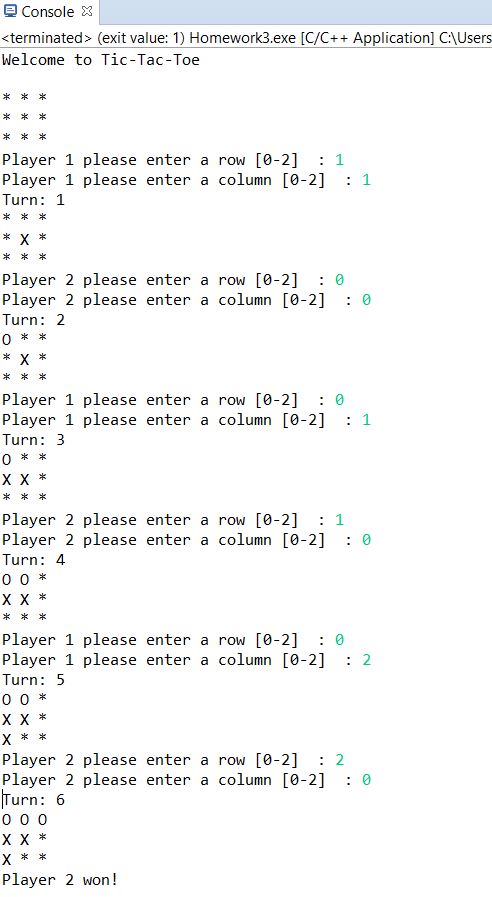 Console
<terminated> (exit value: 1) Homework3.exe [C/C++ Application] C:\Users
Welcome to Tic-Tac-Toe
* * *
* * *
* * *
Player 1 please enter a row [0-2]  : 1
Player 1 please enter a column [0-2]  : 1
Turn: 1
* * *
* X *
* * *
Player 2 please enter a row [0-2]  : 0
Player 2 please enter a column [0-2]  : 0
Turn: 2
O * *
* X *
* * *
Player 1 please enter a row [0-2]  : 0
Player 1 please enter a column [0-2]  : 1
Turn: 3
O * *
X X *
* * *
Player 2 please enter a row [0-2]  : 1
Player 2 please enter a column [0-2]  : 0
Turn: 4
O O *
X X *
* * *
Player 1 please enter a row [0-2]  : 0
Player 1 please enter a column [0-2]  : 2
Turn: 5
O O *
X X *
X * *
Player 2 please enter a row [0-2]  : 2
Player 2 please enter a column [0-2]  : 0
Turn: 6
O O O
X X *
X * *
Player 2 won!